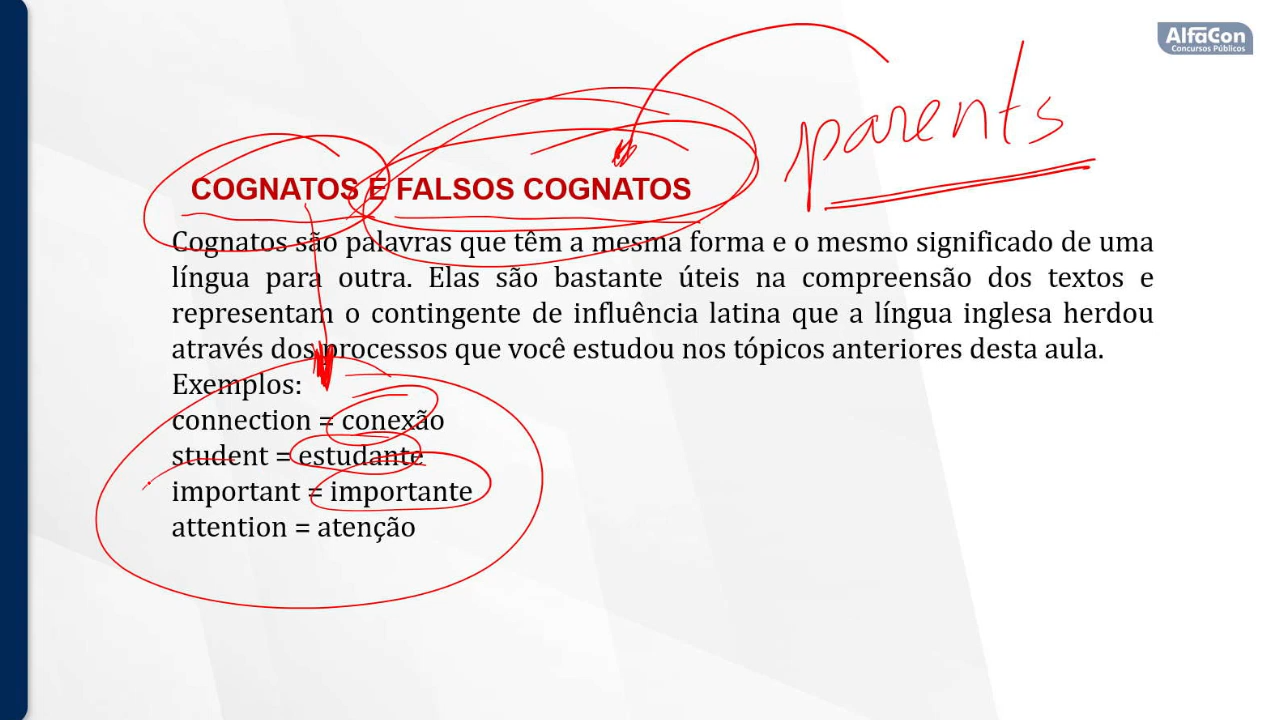 AlfaCon
Concursos Públicos
parents
COGNATOS E FALSOS COGNATOS
Cognatos são palavras que têm a mesma forma e o mesmo significado de uma
língua para outra. Elas são bastante úteis na compreensão dos textos e
representam o contingente de influência latina que a língua inglesa herdou
através dos processos que você estudou nos tópicos anteriores desta aula.
Exemplos:
connection = conexão
student = estudante
important = importante
attention = atenção